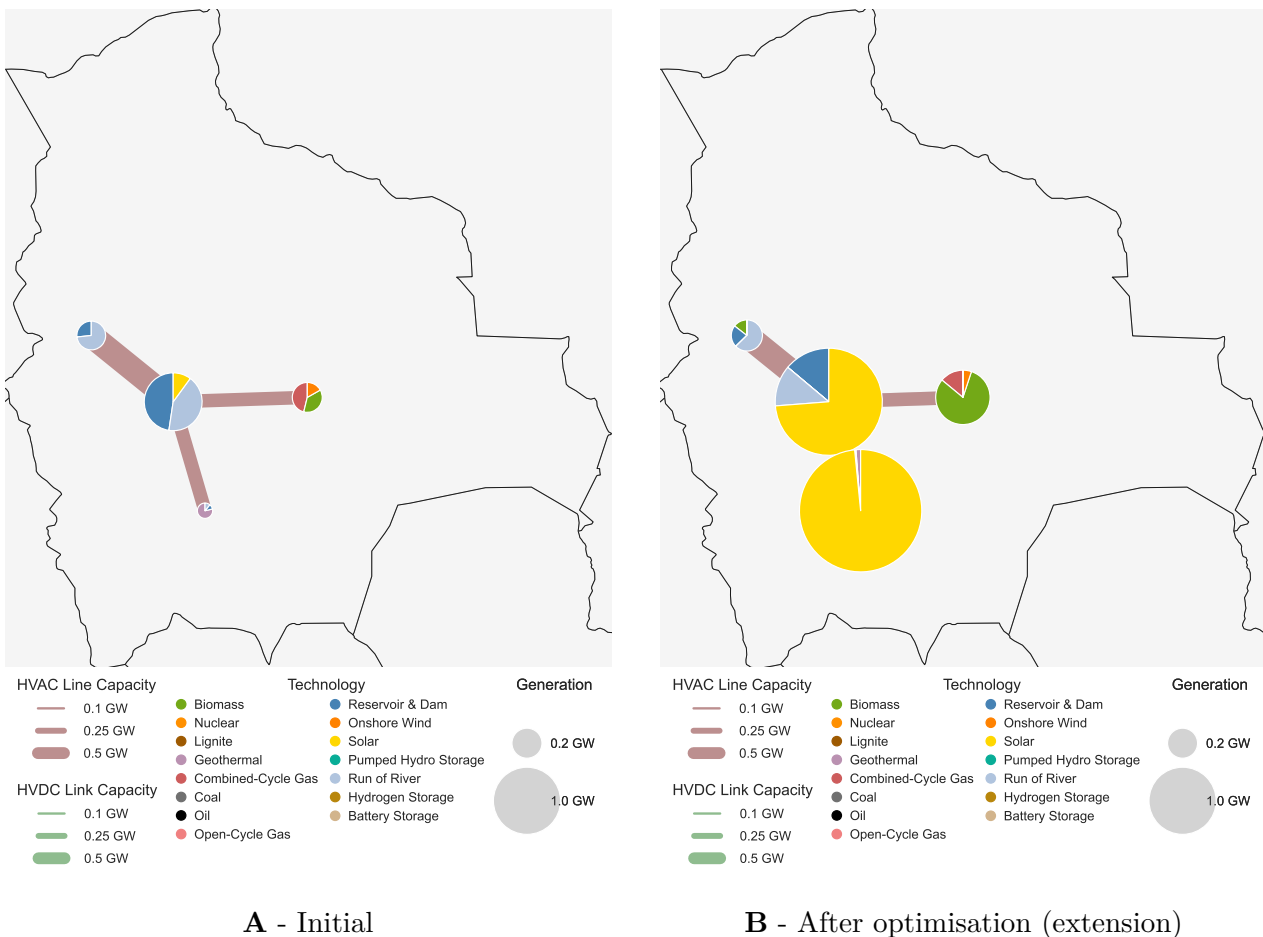 HVAC Line Capacity
0.1 GW
0.25 GW
0.5 GW
HVDC Link Capacity
0.1 GW
0.25 GW
0.5 GW
Technology
Biomass
Nuclear
Lignite
Geothermal
Combined-Cycle Gas
Coal
Oil
Open-Cycle Gas
Reservoir & Dam
Onshore Wind
Solar
Pumped Hydro Storage
Run of River
Hydrogen Storage
Battery Storage
Generation
0.2 GW
1.0 GW
A - Initial
HVAC Line Capacity
0.1 GW
0.25 GW
0.5 GW
HVDC Link Capacity
0.1 GW
0.25 GW
0.5 GW
Technology
Biomass
Nuclear
Lignite
Geothermal
Combined-Cycle Gas
Coal
Oil
Open-Cycle Gas
Reservoir & Dam
Onshore Wind
Solar
Pumped Hydro Storage
Run of River
Hydrogen Storage
Battery Storage
Generation
0.2 GW
1.0 GW
B - After optimisation (extension)